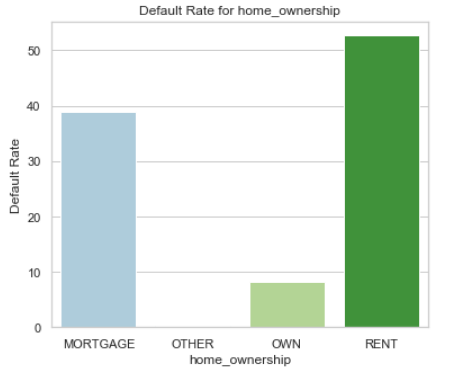 Default Rate for home_ownership
Default Rate
50
40
30
20
10
0
MORTGAGE OTHER OWN RENT
home_ownership